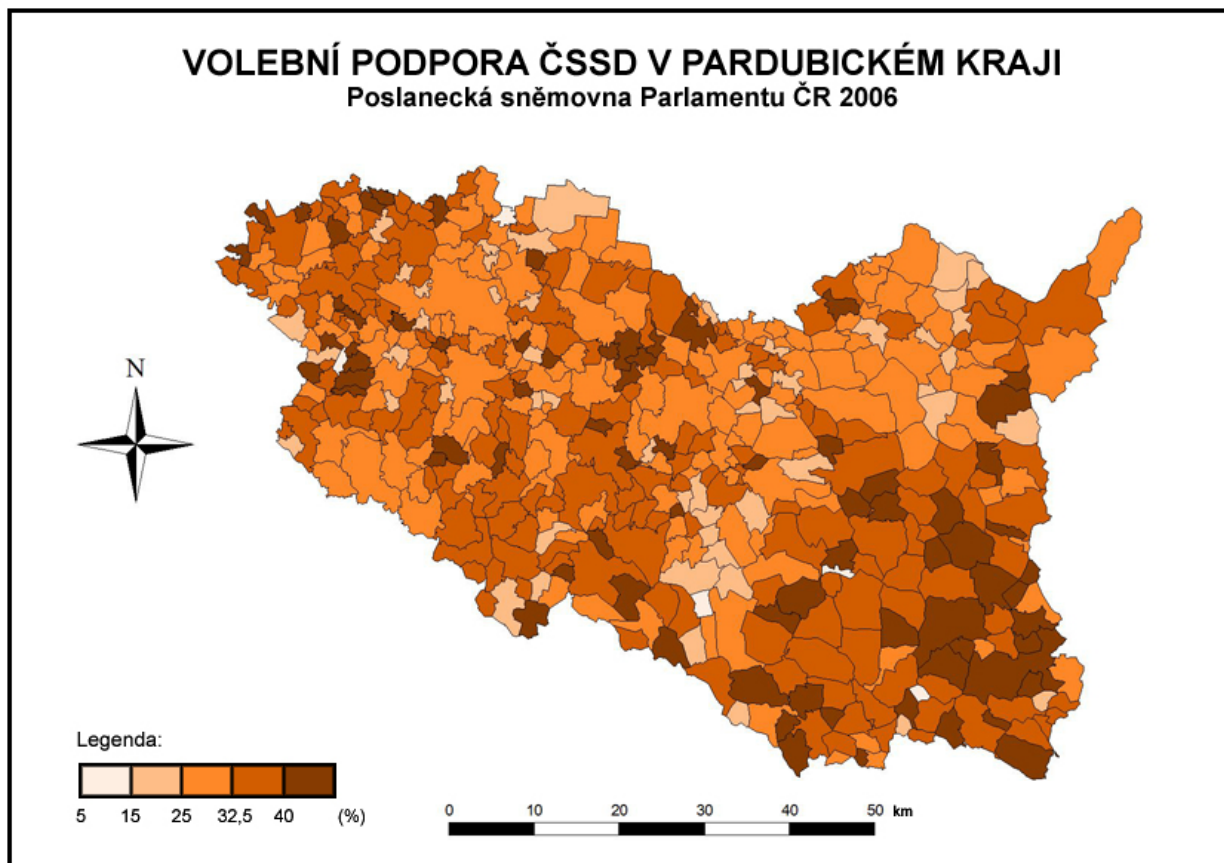 VOLEBNÍ PODPORA ČSSD V PARDUBICKÉM KRAJI
Poslanecká sněmovna Parlamentu ČR 2006
N
Legenda:
5 15 25 32,5 40 (%)
0 10 20 30 40 50 km